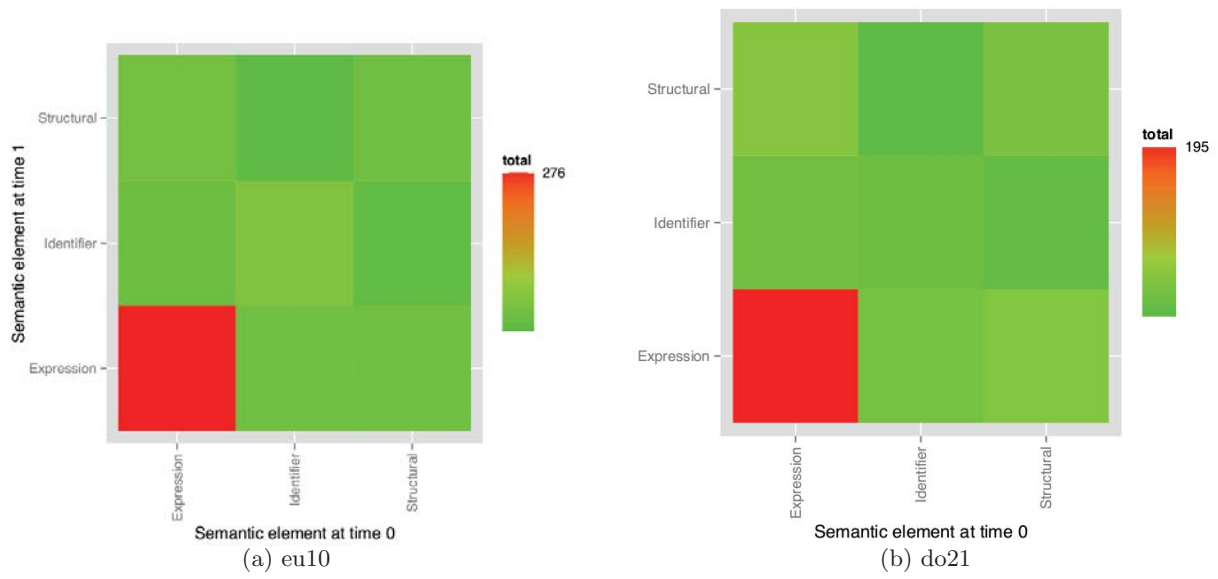 Semantic element at time 1
Structural
Identifier
Expression
Expression
Identifier
Structural
Semantic element at time 0
total
276
(a) eu10
Structural
Identifier
Expression
Expression
Identifier
Structural
Semantic element at time 0
total
195
(b) do21